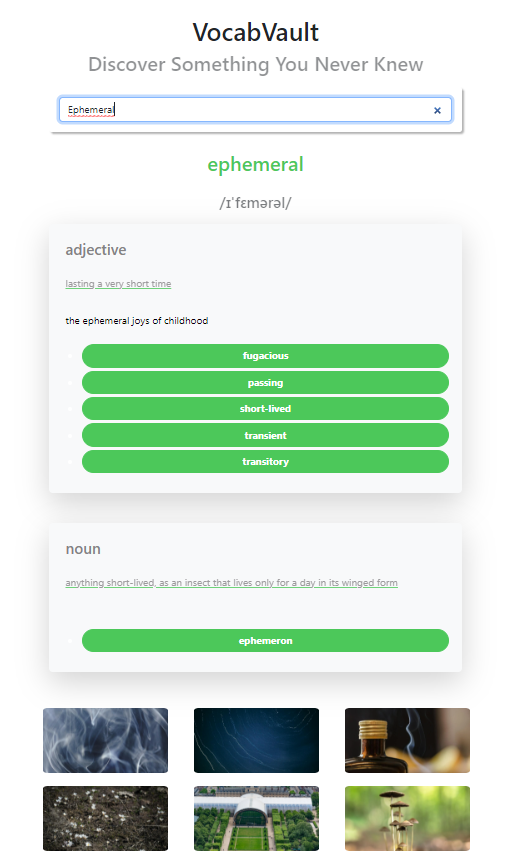 VocabVault
Discover Something You Never Knew
Ephemeral
×
ephemeral
/ɪˈfɛmərəl/
adjective
lasting a very short time
the ephemeral joys of childhood
fugacious
passing
short-lived
transient
transitory
noun
anything short-lived, as an insect that lives only for a day in its winged form
ephemeron